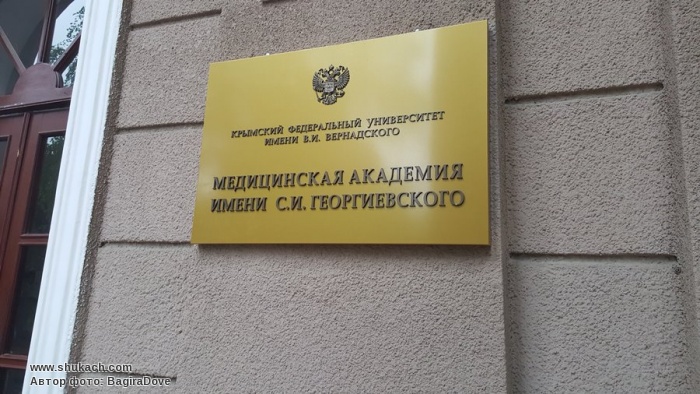 КРЫМСКИЙ ФЕДЕРАЛЬНЫЙ УНИВЕРСИТЕТ
ИМЕНИ В.И. ВЕРНАДСКОГО
МЕДИЦИНСКАЯ АКАДЕМИЯ
ИМЕНИ С.И. ГЕОРГИЕВСКОГО
www.shukach.com
Автор фото: BagiraDove